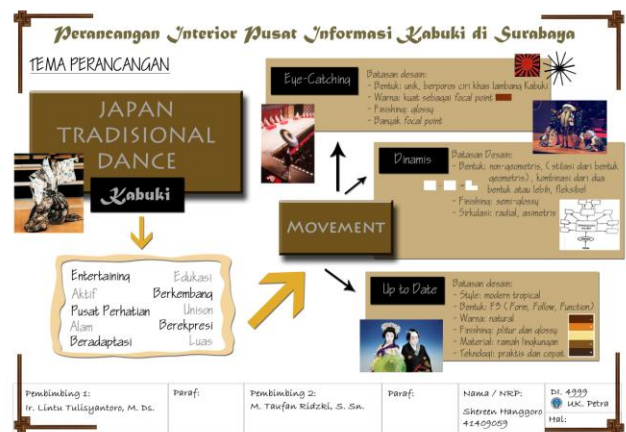 Perancangan Interior Pusat Informasi Kabuki di Surabaya
TEMA PERANCANGAN
JAPAN
TRADISIONAL
DANCE
Kabuki
Entertaining
Edukasi
Aktif
Berkembang
Pusat Perhatian
Unison
Alam
Berekpresi
Beradaptasi
Luas
MOVEMENT
Eye-Catching
Batasan desain:
- Bentuk: unik, berporos ciri khas lambang Kabuki
- Warna: kuat sebagai focal point
- Finishing: glossy
- Banyak focal point
Dinamis
Batasan Desain:
- Bentuk: non-geometris, ( stilasi dari bentuk
geometris) , kombinasi dari dua
bentuk atau lebih, fleksibel
- Finishing: semi-glossy
- Sirkulasi: radial, asimetris
Up to Date
Batasan desain:
- Style: modern tropical
- Bentuk: F3 ( Form, Follow, Function)
- Warna: natural
- Finishing: plitur dan glossy
- Material: ramah lingkungan
- Teknologi: praktis dan cepat
Pembimbing 1:
Ir. Lintu Tulisyantoro, M. Ds.
Paraf:
Pembimbing 2:
M. Taufan Ridzki, S. Sn.
Paraf:
Nama / NRP:
Shereen Hanggoro
41409059
DI. 4999
UK. Petra
Hal: